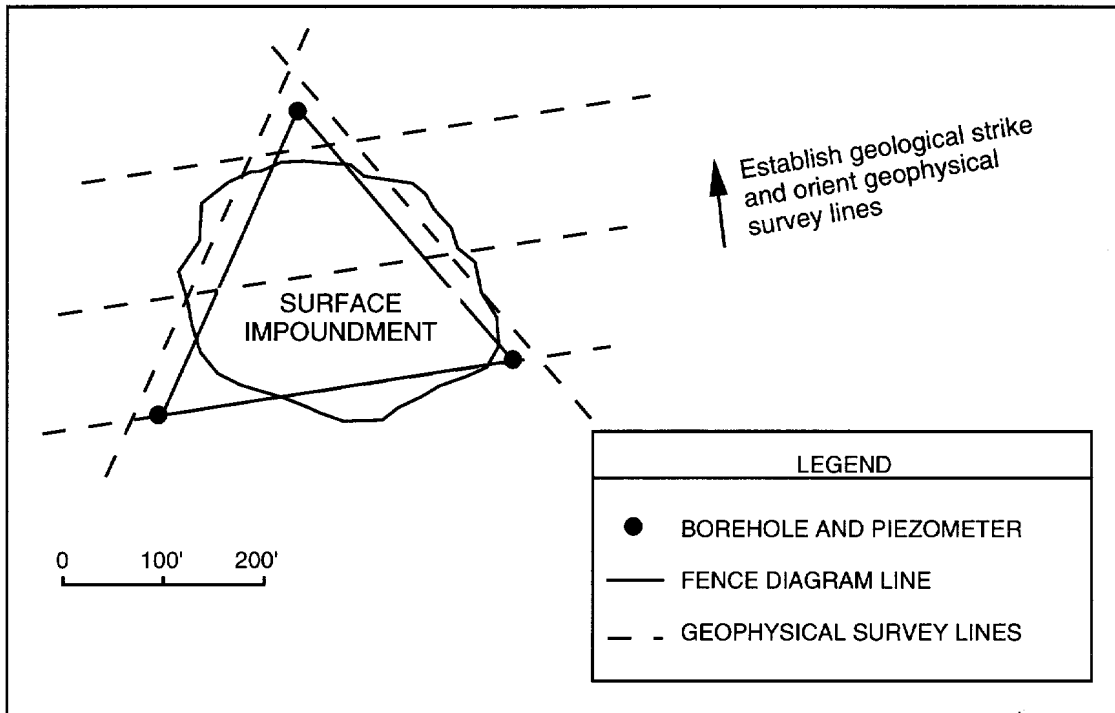 Establish geological strike
and orient geophysical
survey lines
SURFACE
IMPOUNDMENT
0 100' 200'
LEGEND
BOREHOLE AND PIEZOMETER
FENCE DIAGRAM LINE
GEOPHYSICAL SURVEY LINES